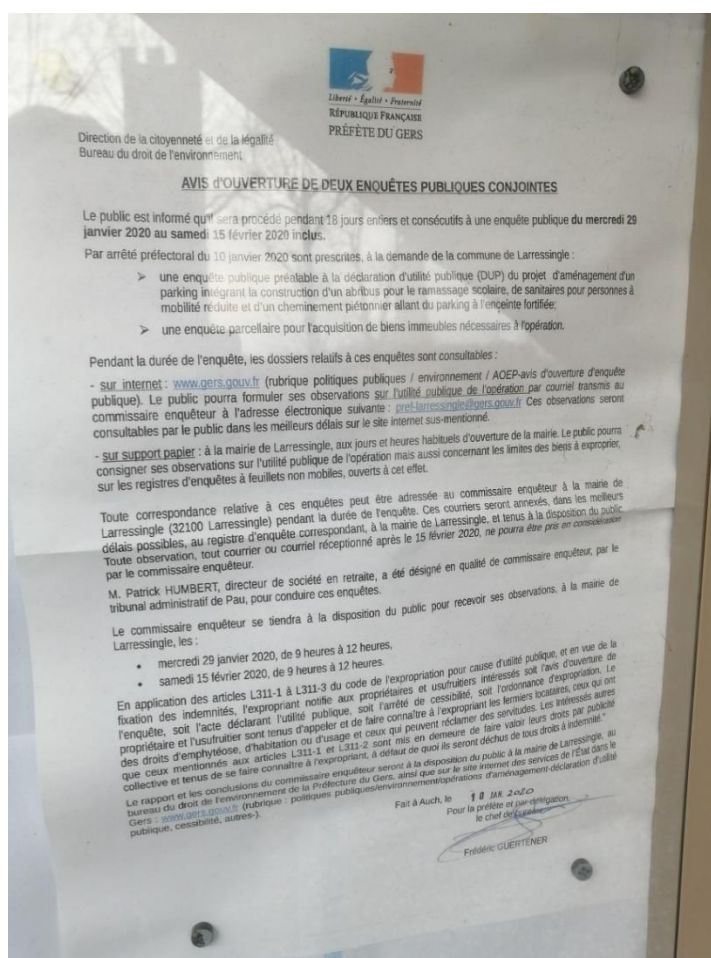 Liberté • Égalité • Fraternité
RÉPUBLIQUE FRANÇAISE
PRÉFÈTE DU GERS
Direction de la citoyenneté et de la légalité
Bureau du droit de l'environnement
AVIS d'OUVERTURE DE DEUX ENQUÊTES PUBLIQUES CONJOINTES
Le public est informé qu'il sera procédé pendant 18 jours entiers et consécutifs à une enquête publique du mercredi 29
janvier 2020 au samedi 15 février 2020 inclus.
Par arrêté préfectoral du 10 janvier 2020 sont prescrites, à la demande de la commune de Larressingle :
➢ une enquête publique préalable à la déclaration d'utilité publique (DUP) du projet d'aménagement d'un
parking intégrant la construction d'un abribus pour le ramassage scolaire, de sanitaires pour personnes à
mobilité réduite et d'un cheminement piétonnier allant du parking à l'enceinte fortifiée;
➢ une enquête parcellaire pour l'acquisition de biens immeubles nécessaires à l'opération.
Pendant la durée de l'enquête, les dossiers relatifs à ces enquêtes sont consultables :
- sur internet : www.gers.gouv.fr (rubrique politiques publiques / environnement / AOEP-avis d'ouverture d'enquête
publique). Le public pourra formuler ses observations sur l'utilité publique de l'opération par courriel transmis au
commissaire enquêteur à l'adresse électronique suivante : pref-larressingle@gers.gouv.fr Ces observations seront
consultables par le public dans les meilleurs délais sur le site internet sus-mentionné.
- sur support papier : à la mairie de Larressingle, aux jours et heures habituels d'ouverture de la mairie. Le public pourra
consigner ses observations sur l'utilité publique de l'opération mais aussi concernant les limites des biens à exproprier,
sur les registres d'enquêtes à feuillets non mobiles, ouverts à cet effet.
Toute correspondance relative à ces enquêtes peut être adressée au commissaire enquêteur à la mairie de
Larressingle (32100 Larressingle) pendant la durée de l'enquête. Ces courriers seront annexés, dans les meilleurs
délais possibles, au registre d'enquête correspondant, à la mairie de Larressingle, et tenus à la disposition du public
Toute observation, tout courrier ou courriel réceptionné après le 15 février 2020, ne pourra être pris en considération
par le commissaire enquêteur.
M. Patrick HUMBERT, directeur de société en retraite, a été désigné en qualité de commissaire enquêteur, par le
tribunal administratif de Pau, pour conduire ces enquêtes.
Le commissaire enquêteur se tiendra à la disposition du public pour recevoir ses observations, à la mairie de
Larressingle, les :
• mercredi 29 janvier 2020, de 9 heures à 12 heures,
• samedi 15 février 2020, de 9 heures à 12 heures.
En application des articles L311-1 à L311-3 du code de l'expropriation pour cause d'utilité publique, et en vue de la
fixation des indemnités, l'expropriant notifie aux propriétaires et usufruitiers intéressés soit l'avis d'ouverture de
l'enquête, soit l'acte déclarant l'utilité publique, soit l'arrêté de cessibilité, soit l'ordonnance d'expropriation. Le
propriétaire et l'usufruitier sont tenus d'appeler et de faire connaître à l'expropriant les fermiers locataires, ceux qui ont
des droits d'emphytéose, d'habitation ou d'usage et ceux qui peuvent réclamer des servitudes. Les intéressés autres
que ceux mentionnés aux articles L311-1 et L311-2 sont mis en demeure de faire valoir leurs droits par publicité
collective et tenus de se faire connaître à l'expropriant, à défaut de quoi ils seront déchus de tous droits à indemnité."
Le rapport et les conclusions du commissaire enquêteur seront à la disposition du public à la mairie de Larressingle, au
bureau du droit de l'environnement de la Préfecture du Gers, ainsi que sur le site internet des services de l'État dans le
Gers : www.gers.gouv.fr (rubrique : politiques publiques/environnement/opérations d'aménagement-déclaration d'utilité
publique, cessibilité, autres-).
Fait à Auch, le 10 JAN. 2020
Pour la préfète et par délégation,
le chef de bureau
Frédéric GUERTENER